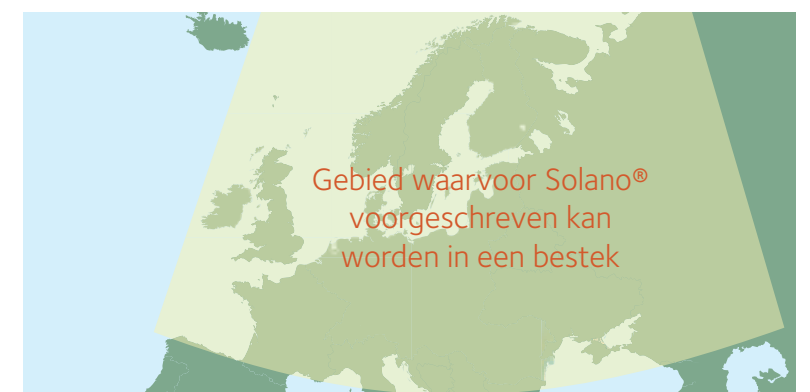 Gebied waarvoor Solano®
voorgeschreven kan
worden in een bestek